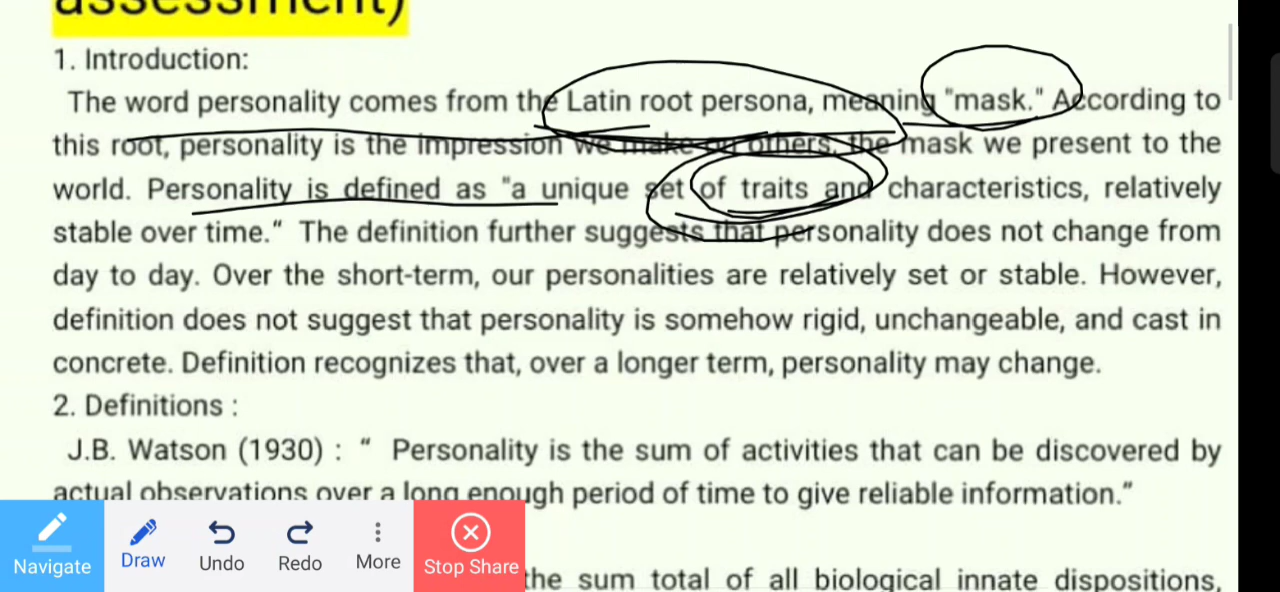 assessment)
1. Introduction:
The word personality comes from the Latin root persona, meaning "mask." According to
this root, personality is the impression we make on others, the mask we present to the
world. Personality is defined as "a unique set of traits and characteristics, relatively
stable over time.“ The definition further suggests that personality does not change from
day to day. Over the short-term, our personalities are relatively set or stable. However,
definition does not suggest that personality is somehow rigid, unchangeable, and cast in
concrete. Definition recognizes that, over a longer term, personality may change.
2. Definitions :
J.B. Watson (1930) : “ Personality is the sum of activities that can be discovered by
actual observations over a long enough period of time to give reliable information.”
the sum total of all biological innate dispositions,
Navigate Draw Undo Redo More Stop Share